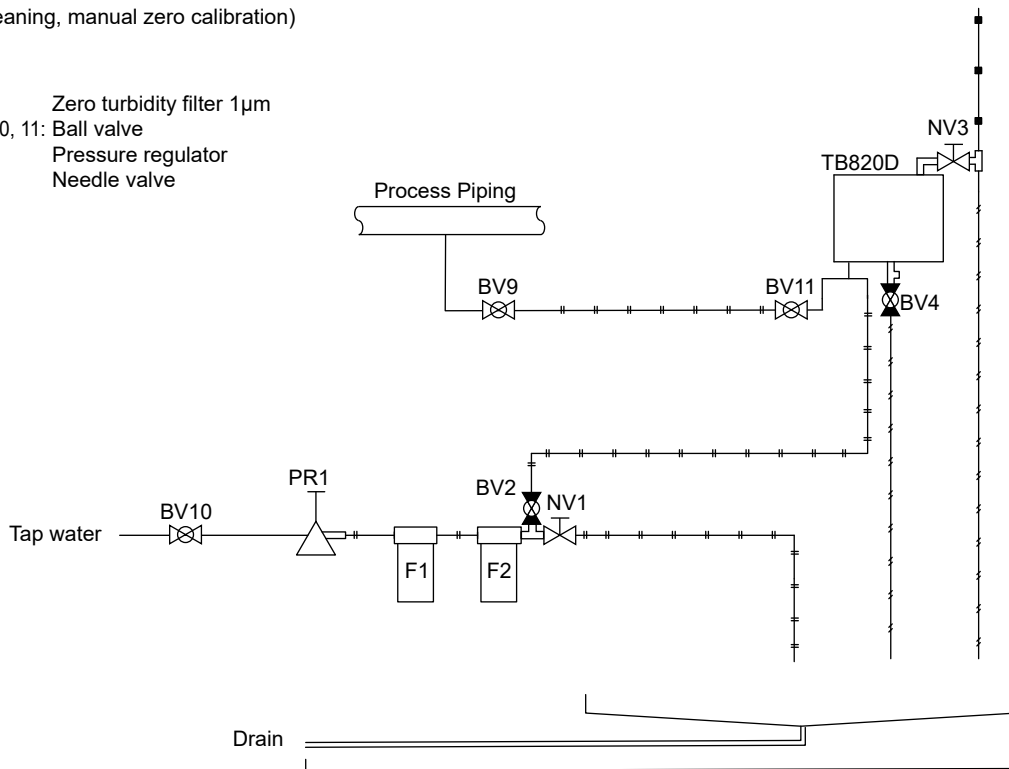 eaning, manual zero calibration)
Zero turbidity filter 1µm
0, 11: Ball valve
Pressure regulator
Needle valve
NV3
TB820D
Process Piping
BV9
BV11
BV4
PR1
BV2
NV1
BV10
Tap water
F1
F2
Drain